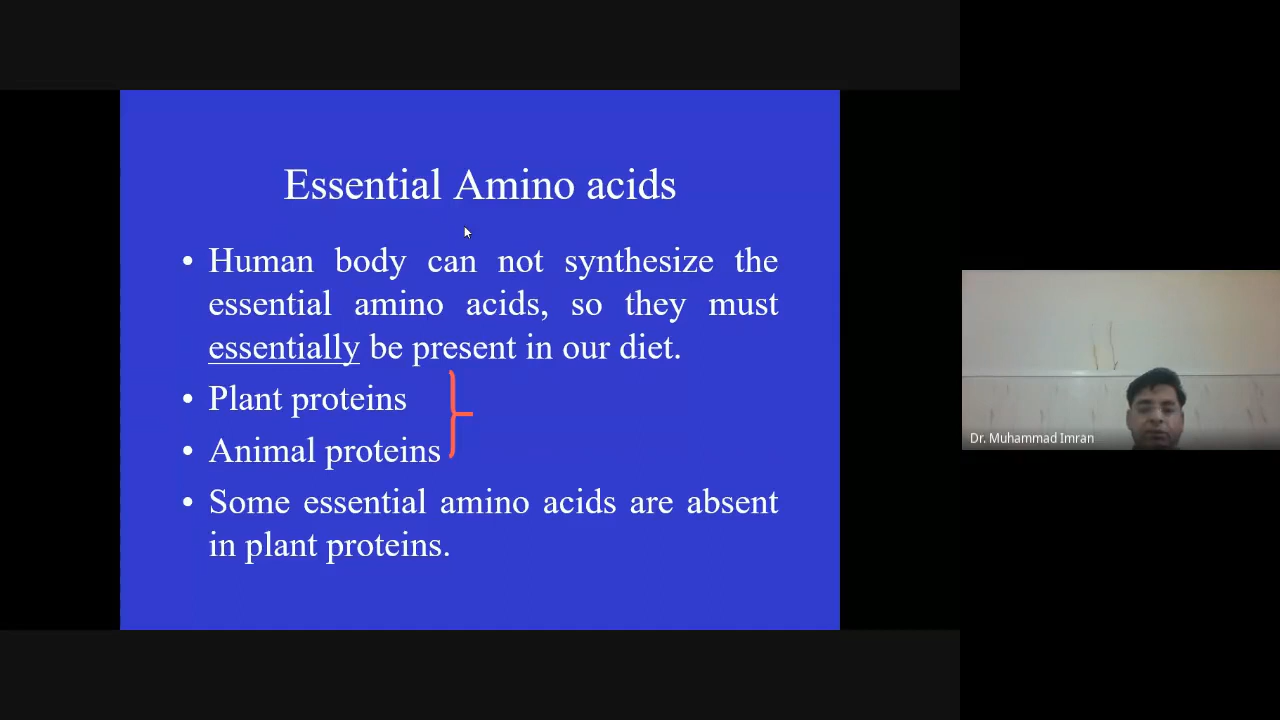 Essential Amino acids
• Human body can not synthesize the
essential amino acids, so they must
essentially be present in our diet.
• Plant proteins
• Animal proteins
• Some essential amino acids are absent
in plant proteins.
Dr. Muhammad Imran